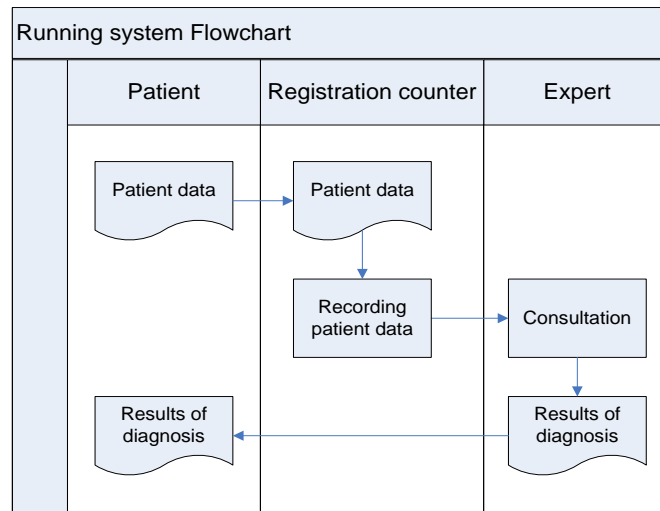 Running system Flowchart
Patient
Registration counter
Expert
Patient data
Patient data
Recording
patient data
Consultation
Results of
diagnosis
Results of
diagnosis